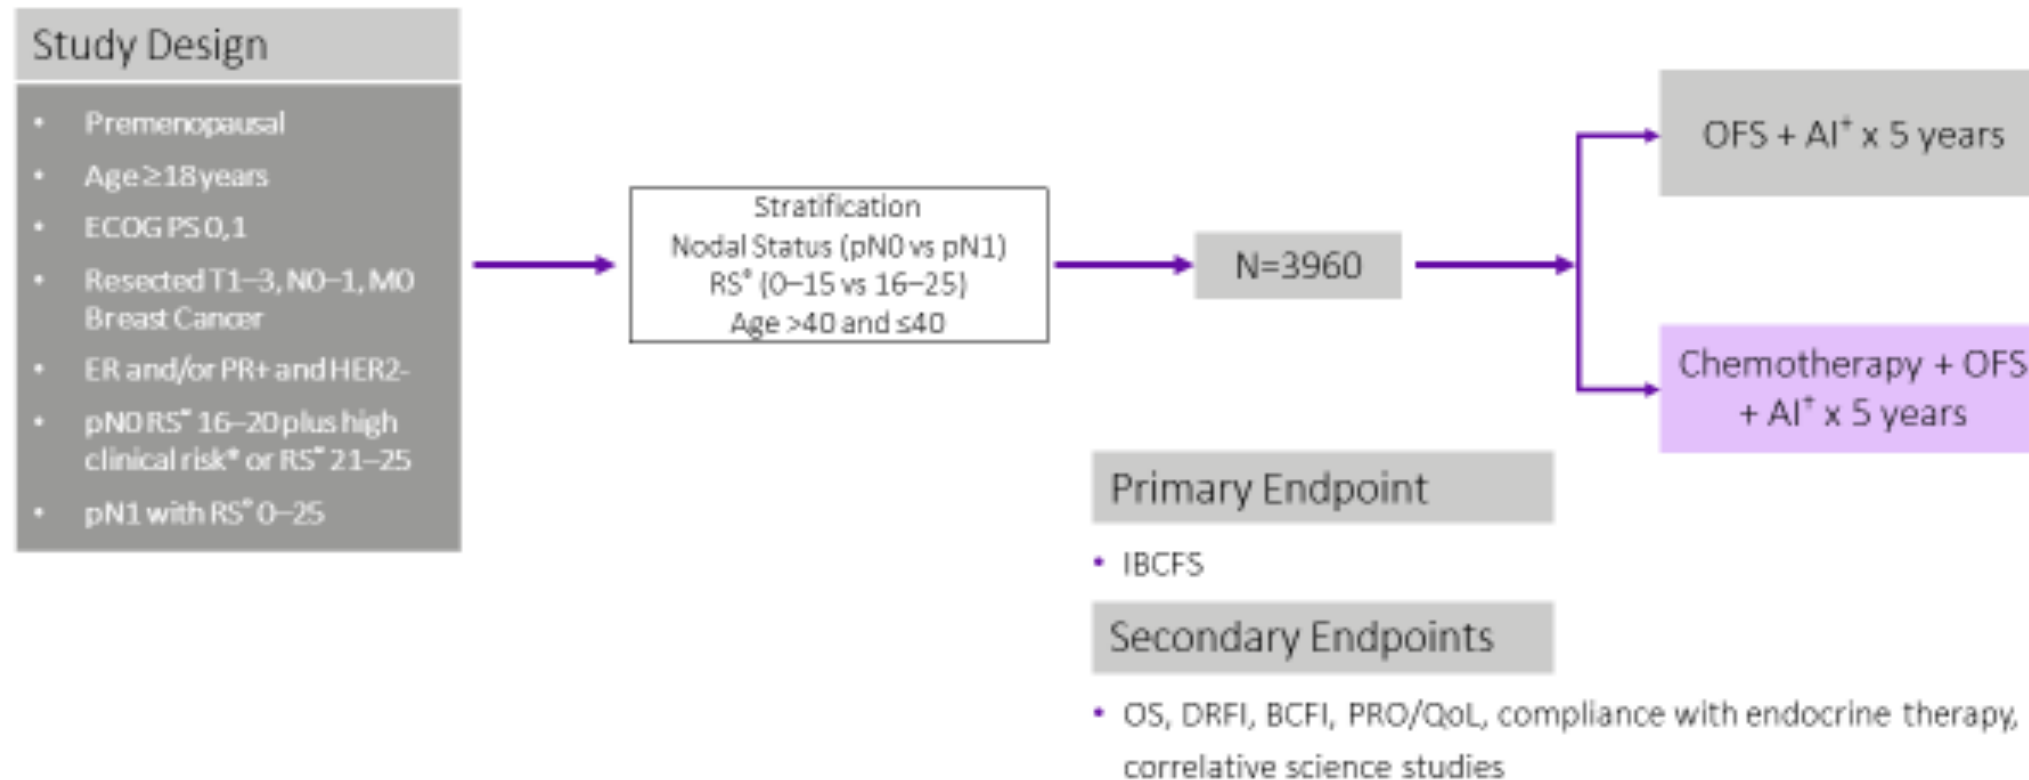 Study Design
• Premenopausal
• Age ≥18 years
• ECOG PS 0,1
• Resected T1–3, N0–1, M0
Breast Cancer
• ER and/or PR+ and HER2-
• pN0 RS® 16–20 plus high
clinical risk* or RS® 21–25
• pN1 with RS® 0–25
Stratification
Nodal Status (pN0 vs pN1)
RS® (0–15 vs 16–25)
Age >40 and ≤40
N=3960
OFS + AI† x 5 years
Chemotherapy + OFS
+ AI† x 5 years
Primary Endpoint
• IBCFS
Secondary Endpoints
• OS, DRFI, BCFI, PRO/QoL, compliance with endocrine therapy,
correlative science studies